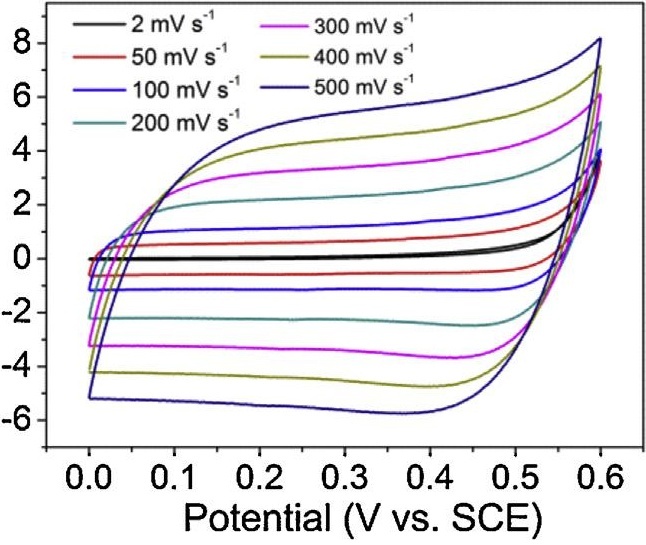 2 mV s⁻¹
50 mV s⁻¹
100 mV s⁻¹
200 mV s⁻¹
300 mV s⁻¹
400 mV s⁻¹
500 mV s⁻¹
8
6
4
2
0
-2
-4
-6
0.0 0.1 0.2 0.3 0.4 0.5 0.6
Potential (V vs. SCE)